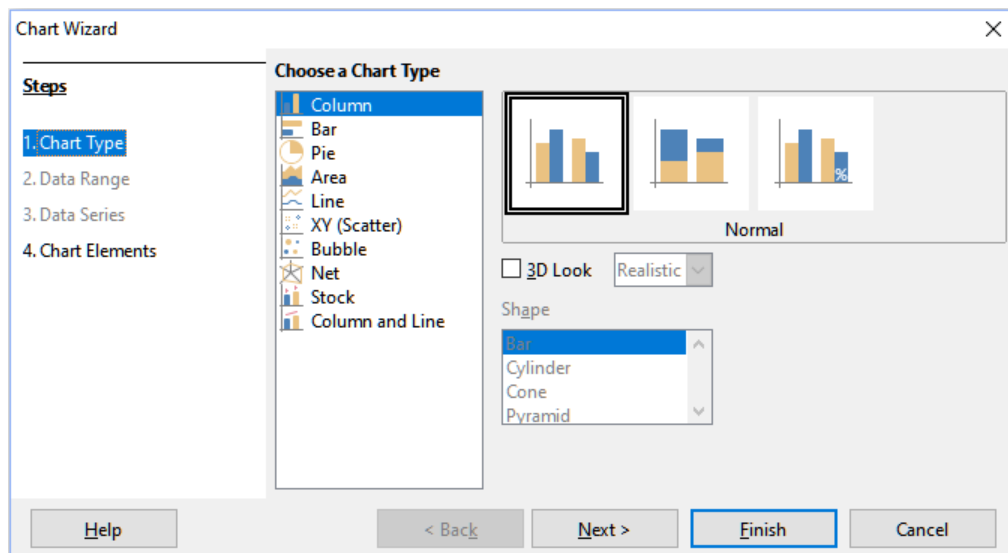 Chart Wizard
Steps
1. Chart Type
2. Data Range
3. Data Series
4. Chart Elements
Choose a Chart Type
Column
Bar
Pie
Area
Line
XY (Scatter)
Bubble
Net
Stock
Column and Line
%
Normal
3D Look
Realistic
Shape
Bar
Cylinder
Cone
Pyramid
Help
< Back
Next >
Finish
Cancel